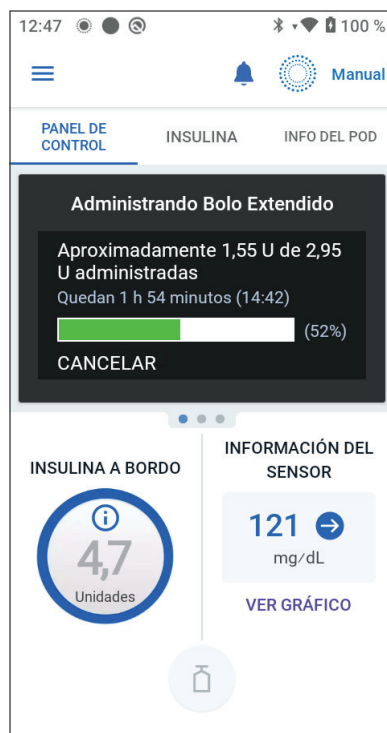 12:47
100 %
Manual
PANEL DE
CONTROL
INSULINA
INFO DEL POD
Administrando Bolo Extendido
Aproximadamente 1,55 U de 2,95
U administradas
Quedan 1 h 54 minutos (14:42)
(52%)
CANCELAR
INSULINA A BORDO
4,7
Unidades
INFORMACIÓN DEL
SENSOR
121
mg/dL
VER GRÁFICO